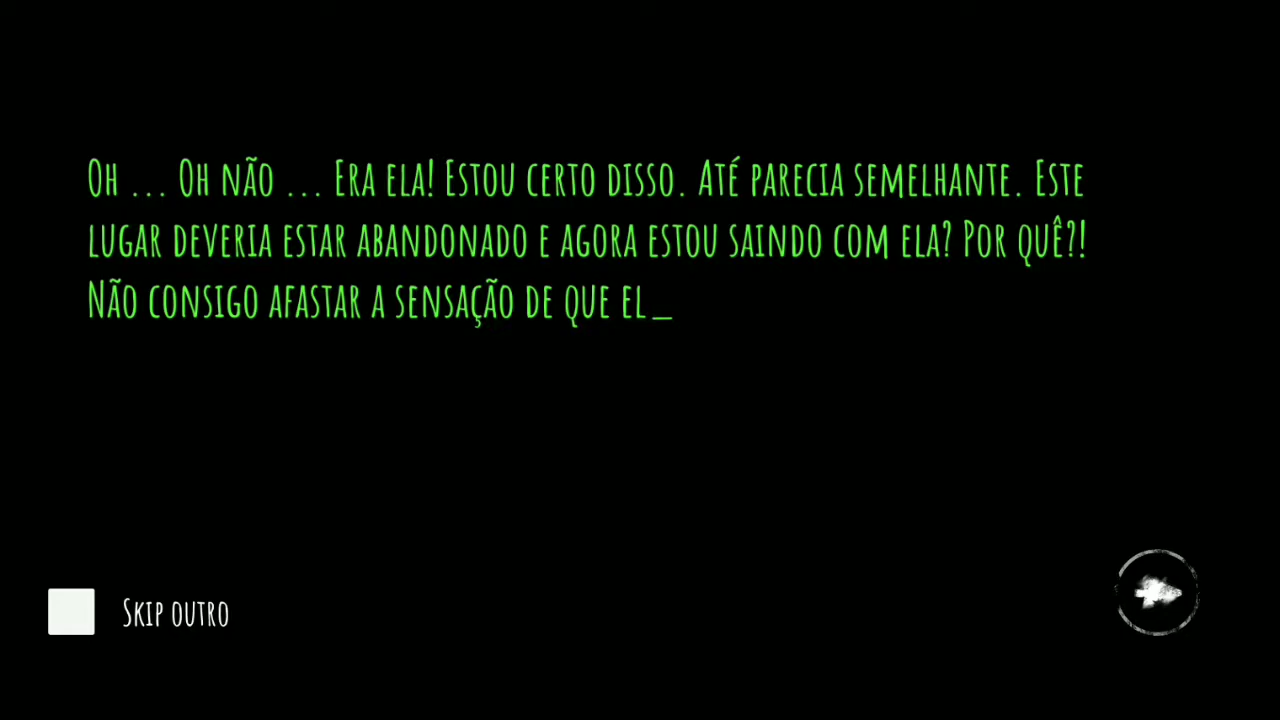 Oh ... Oh não ... Era ela! Estou certo disso. Até parecia semelhante. Este
lugar deveria estar abandonado e agora estou saindo com ela? Por quê?!
Não consigo afastar a sensação de que el_
Skip outro